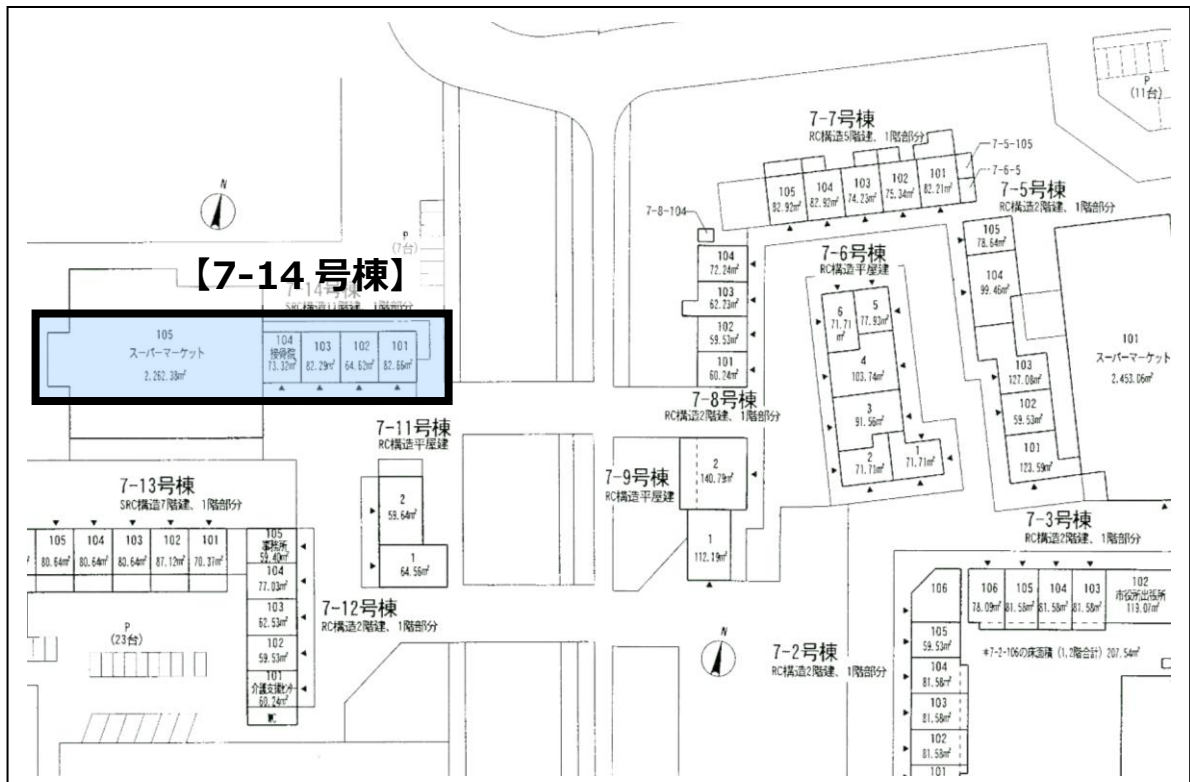 P
(11台)
7-7号棟
RC構造5階建、1階部分
105
82.92㎡
104
82.92㎡
103
74.23㎡
102
75.34㎡
101
82.21㎡
7-5-105
7-6-5
7-5号棟
RC構造2階建、1階部分
105
78.64㎡
104
99.46㎡
103
127.08㎡
102
59.53㎡
101
123.59㎡
101
スーパーマーケット
2,453.06㎡
N
P
(7台)
7-8-104
104
72.24㎡
103
62.23㎡
102
59.53㎡
101
60.24㎡
7-8号棟
RC構造2階建、1階部分
7-6号棟
RC構造平屋建
6
71.71
㎡
5
77.93㎡
4
103.74㎡
3
91.56㎡
2
71.71㎡
1
71.71㎡
【7-14 号棟】
7-14号棟
SRC構造11階建、1階部分
105
スーパーマーケット
2,262.38㎡
104
接骨院
73.32㎡
103
82.29㎡
102
64.62㎡
101
82.66㎡
7-11号棟
RC構造平屋建
2
59.64㎡
1
64.56㎡
7-9号棟
RC構造平屋建
2
140.79㎡
1
112.19㎡
7-13号棟
SRC構造7階建、1階部分
105
80.64㎡
104
80.64㎡
103
80.64㎡
102
87.12㎡
101
70.37㎡
105
事務所
59.40㎡
104
77.03㎡
103
62.53㎡
102
59.53㎡
101
介護支援センター
60.24㎡
WC
7-12号棟
RC構造2階建、1階部分
P
(23台)
N
7-3号棟
RC構造2階建、1階部分
106
78.09㎡
105
81.58㎡
104
81.58㎡
103
81.58㎡
102
市役所出張所
119.07㎡
*7-2-106の床面積(1,2階合計)207.54㎡
7-2号棟
RC構造2階建、1階部分
106
105
59.53㎡
104
81.58㎡
103
81.58㎡
102
81.58㎡
101